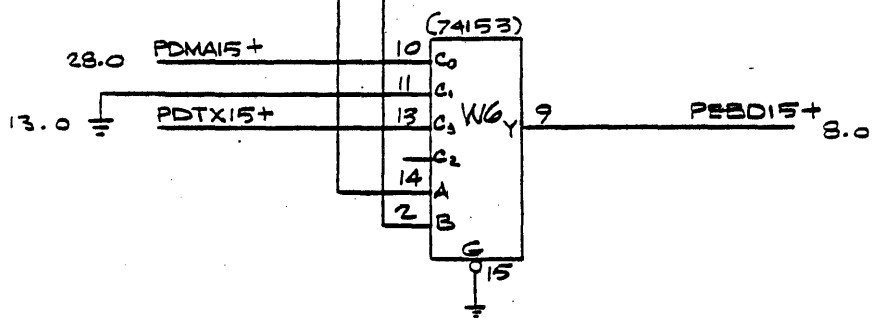 (74153)
28.0 PDMA15+ 10 C0
11 C1
13.0 PDTX15+ 13 C3 W6 Y 9 PEBD15+ 8.0
C2
14 A
2 B
G
15